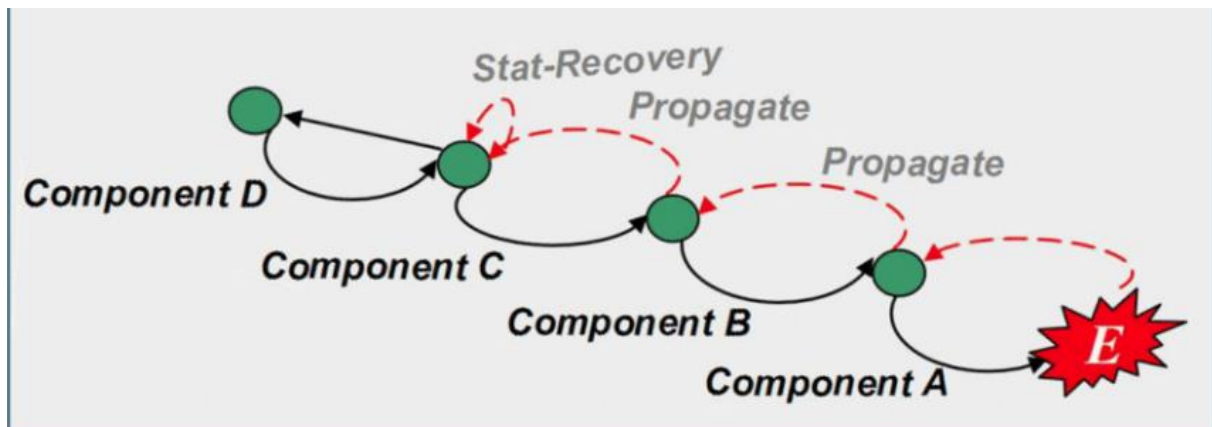 Stat-Recovery
Propagate
Propagate
Component D
Component C
Component B
Component A
E